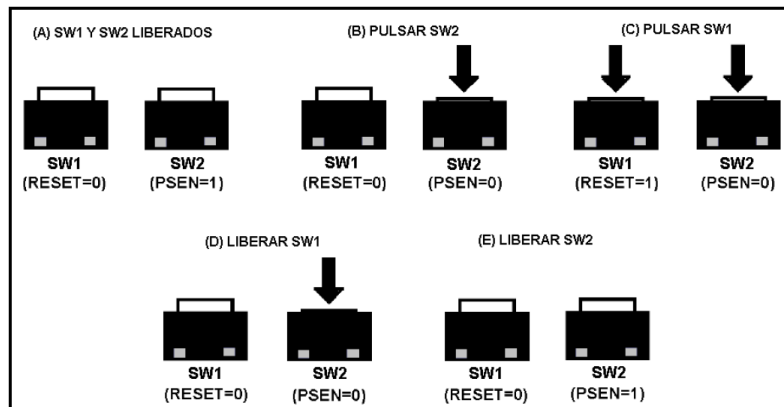 (A) SW1 Y SW2 LIBERADOS
(B) PULSAR SW2
(C) PULSAR SW1
SW1
(RESET=0)
SW2
(PSEN=1)
SW1
(RESET=0)
SW2
(PSEN=0)
SW1
(RESET=1)
SW2
(PSEN=0)
(D) LIBERAR SW1
(E) LIBERAR SW2
SW1
(RESET=0)
SW2
(PSEN=0)
SW1
(RESET=0)
SW2
(PSEN=1)